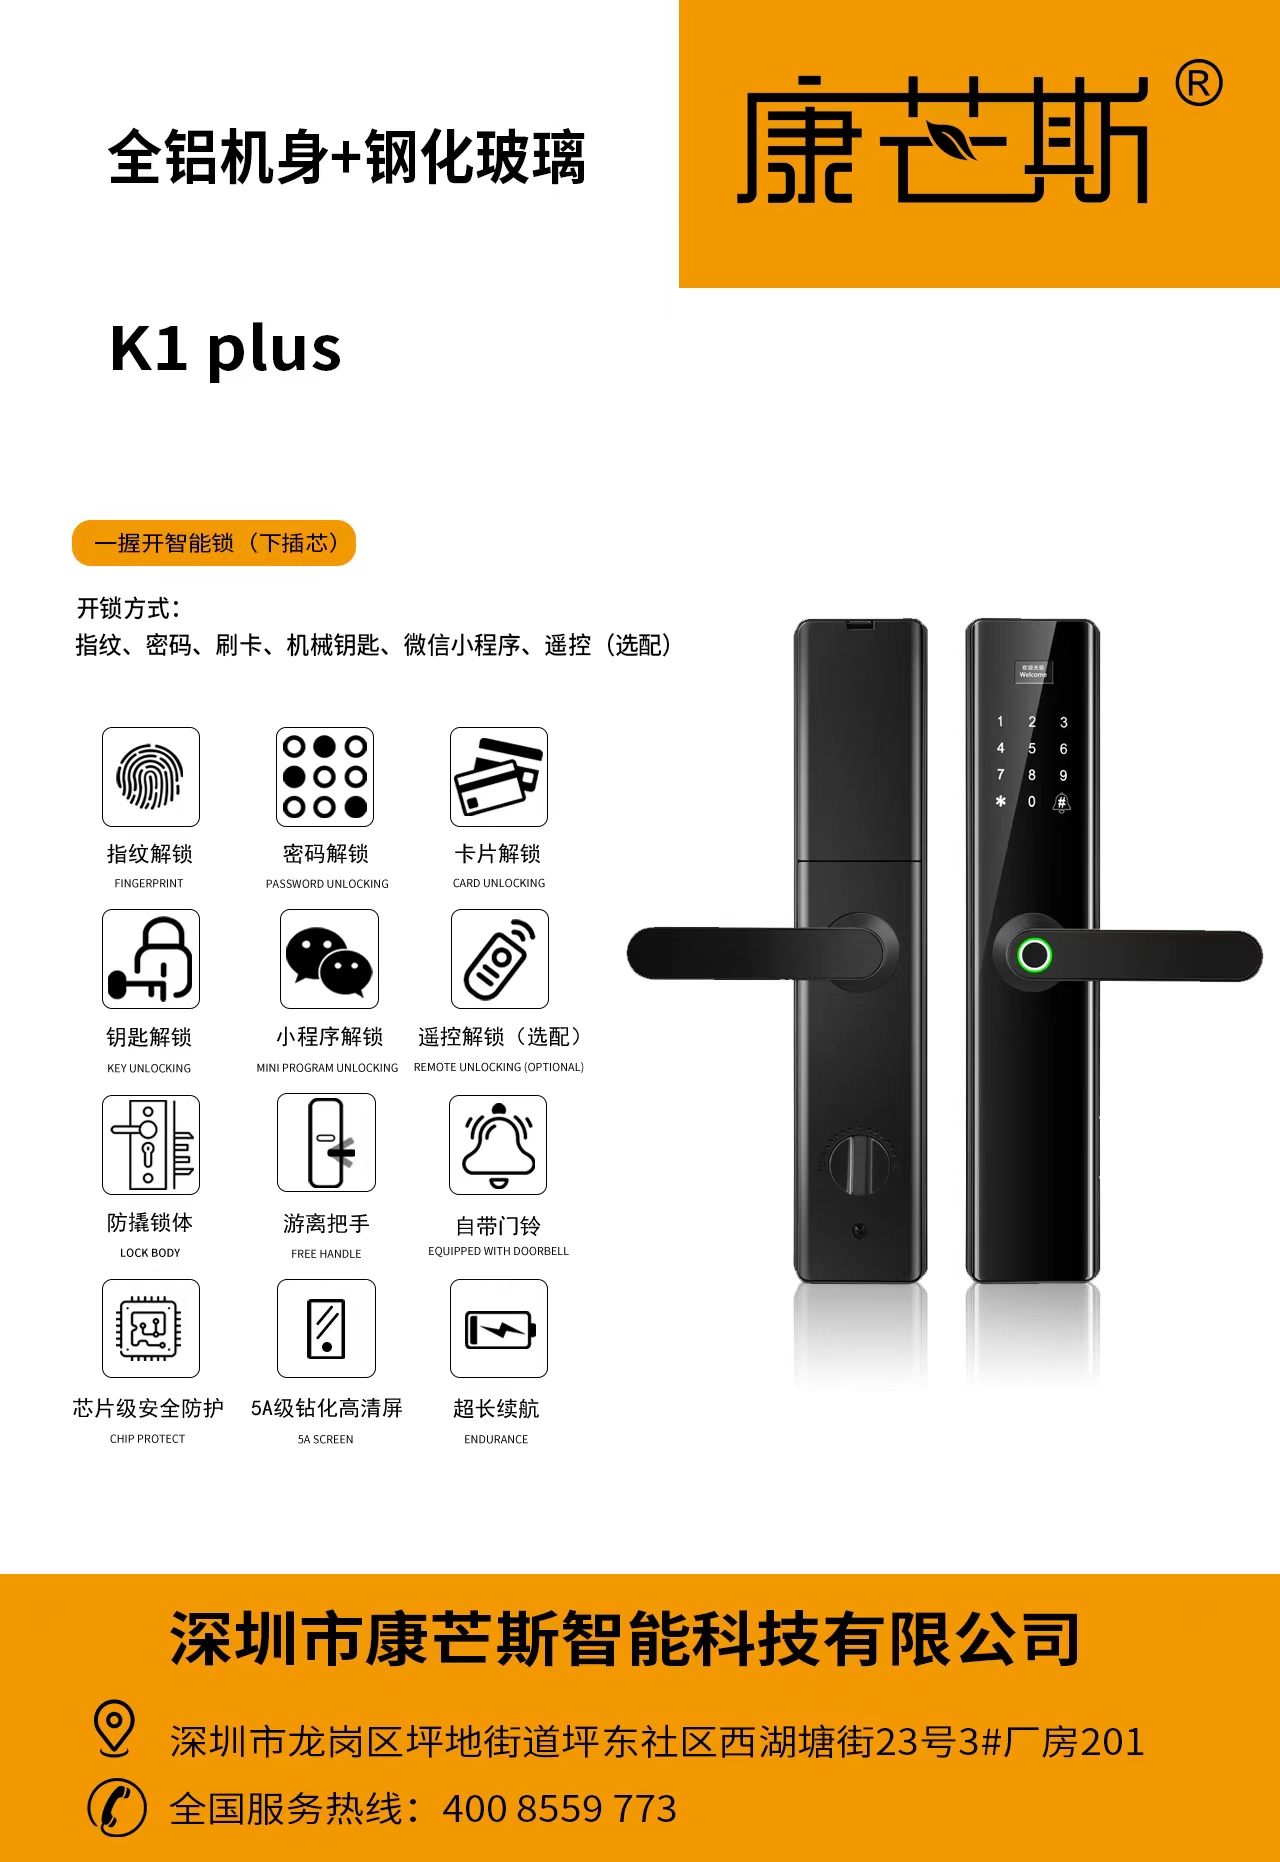 康芒斯®
全铝机身+钢化玻璃
K1 plus
一握开智能锁（下插芯）
开锁方式：
指纹、密码、刷卡、机械钥匙、微信小程序、遥控（选配）
欢迎光临
Welcome
1 2 3
4 5 6
7 8 9
* 0 #
指纹解锁 密码解锁 卡片解锁
FINGERPRINT PASSWORD UNLOCKING CARD UNLOCKING
钥匙解锁 小程序解锁 遥控解锁（选配）
KEY UNLOCKING MINI PROGRAM UNLOCKING REMOTE UNLOCKING (OPTIONAL)
防撬锁体 游离把手 自带门铃
LOCK BODY FREE HANDLE EQUIPPED WITH DOORBELL
芯片级安全防护 5A级钻化高清屏 超长续航
CHIP PROTECT 5A SCREEN ENDURANCE
深圳市康芒斯智能科技有限公司
深圳市龙岗区坪地街道坪东社区西湖塘街23号3#厂房201
全国服务热线：400 8559 773